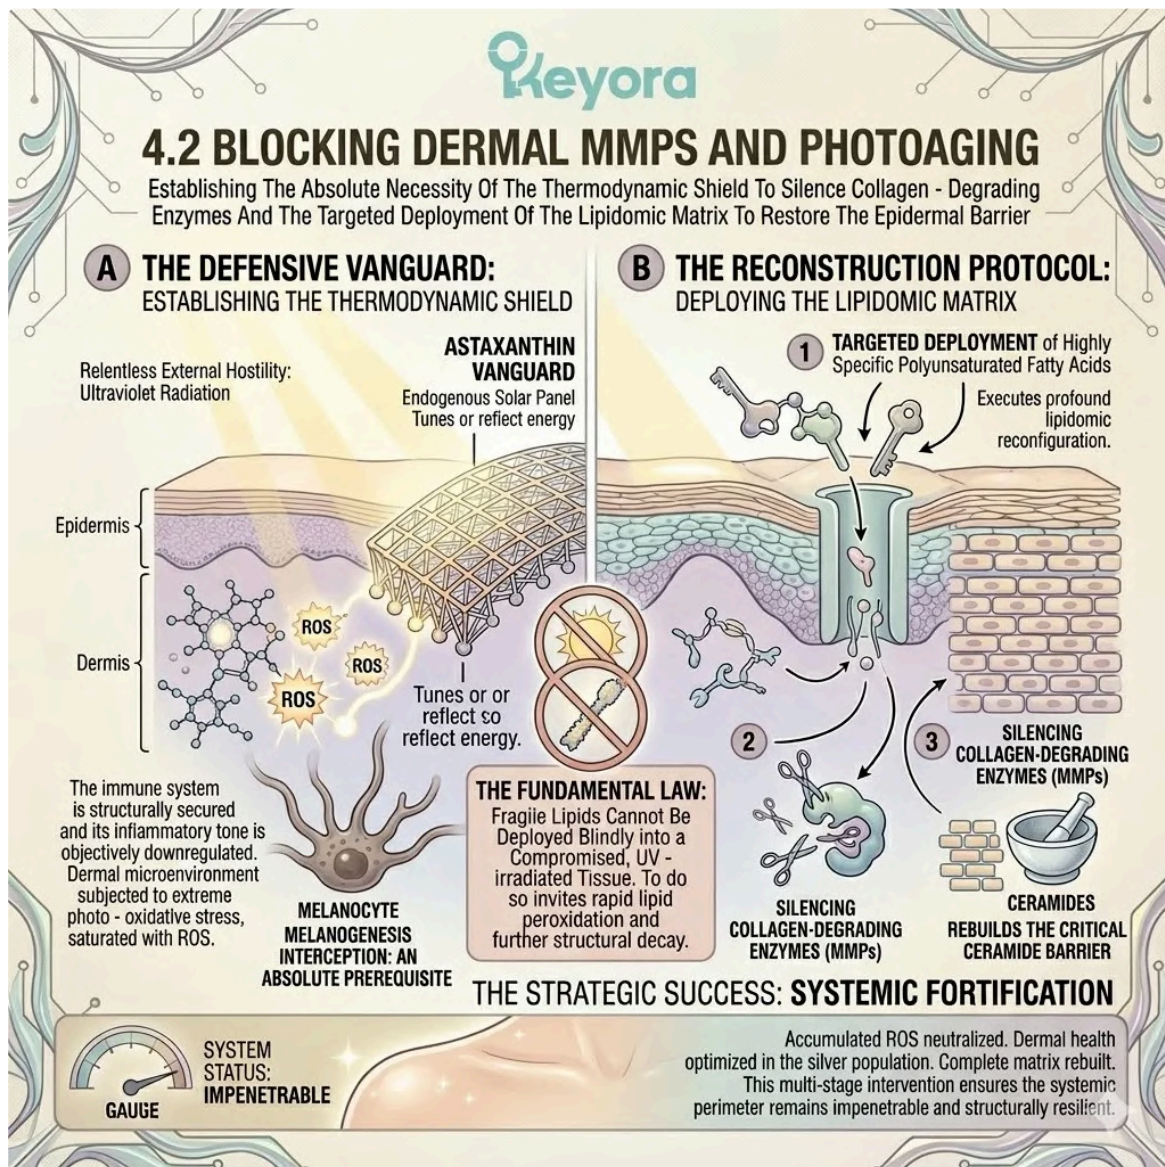 Keyora
4.2 BLOCKING DERMAL MMPS AND PHOTOAGING
Establishing The Absolute Necessity Of The Thermodynamic Shield To Silence Collagen - Degrading
Enzymes And The Targeted Deployment Of The Lipidomic Matrix To Restore The Epidermal Barrier
A THE DEFENSIVE VANGUARD:
ESTABLISHING THE THERMODYNAMIC SHIELD
Relentless External Hostility:
Ultraviolet Radiation
ASTAXANTHIN
VANGUARD
Endogenous Solar Panel
Tunes or reflect energy
Epidermis
Dermis
ROS
ROS
ROS
Tunes or or
reflect so
reflect energy.
The immune system
is structurally secured
and its inflammatory tone is
objectively downregulated.
Dermal microenvironment
subjected to extreme
photo - oxidative stress,
saturated with ROS.
MELANOCYTE
MELANOGENESIS
INTERCEPTION: AN
ABSOLUTE PREREQUISITE
THE FUNDAMENTAL LAW:
Fragile Lipids Cannot Be
Deployed Blindly into a
Compromised, UV -
irradiated Tissue. To do
so invites rapid lipid
peroxidation and
further structural decay.
B THE RECONSTRUCTION PROTOCOL:
DEPLOYING THE LIPIDOMIC MATRIX
1 TARGETED DEPLOYMENT of Highly
Specific Polyunsaturated Fatty Acids
Executes profound
lipidomic
reconfiguration.
2
SILENCING
COLLAGEN-DEGRADING
ENZYMES (MMPs)
3
SILENCING
COLLAGEN-DEGRADING
ENZYMES (MMPs)
CERAMIDES
REBUILDS THE CRITICAL
CERAMIDE BARRIER
THE STRATEGIC SUCCESS: SYSTEMIC FORTIFICATION
GAUGE
SYSTEM
STATUS:
IMPENETRABLE
Accumulated ROS neutralized. Dermal health
optimized in the silver population. Complete matrix rebuilt.
This multi-stage intervention ensures the systemic
perimeter remains impenetrable and structurally resilient.